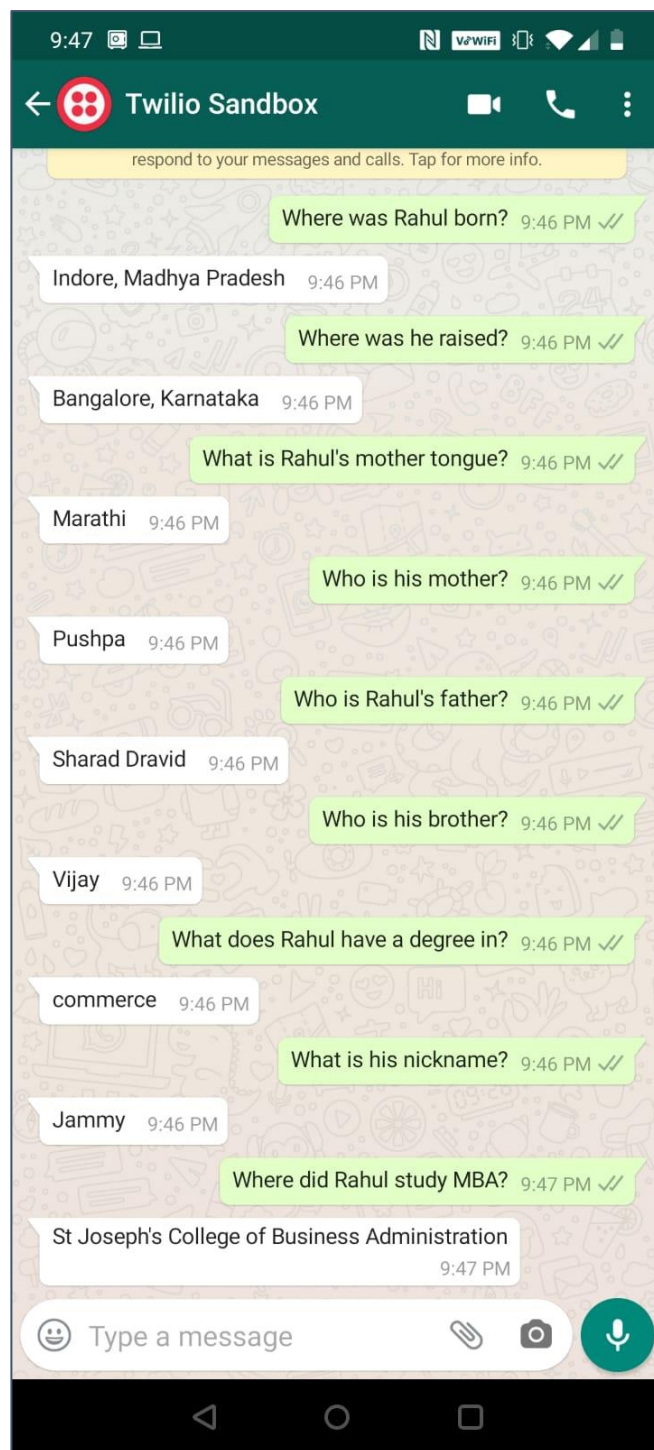 9:47
VoWiFi
Twilio Sandbox
respond to your messages and calls. Tap for more info.
Where was Rahul born? 9:46 PM
Indore, Madhya Pradesh 9:46 PM
Where was he raised? 9:46 PM
Bangalore, Karnataka 9:46 PM
What is Rahul's mother tongue? 9:46 PM
Marathi 9:46 PM
Who is his mother? 9:46 PM
Pushpa 9:46 PM
Who is Rahul's father? 9:46 PM
Sharad Dravid 9:46 PM
Who is his brother? 9:46 PM
Vijay 9:46 PM
What does Rahul have a degree in? 9:46 PM
commerce 9:46 PM
What is his nickname? 9:46 PM
Jammy 9:46 PM
Where did Rahul study MBA? 9:47 PM
St Joseph's College of Business Administration
9:47 PM
Type a message